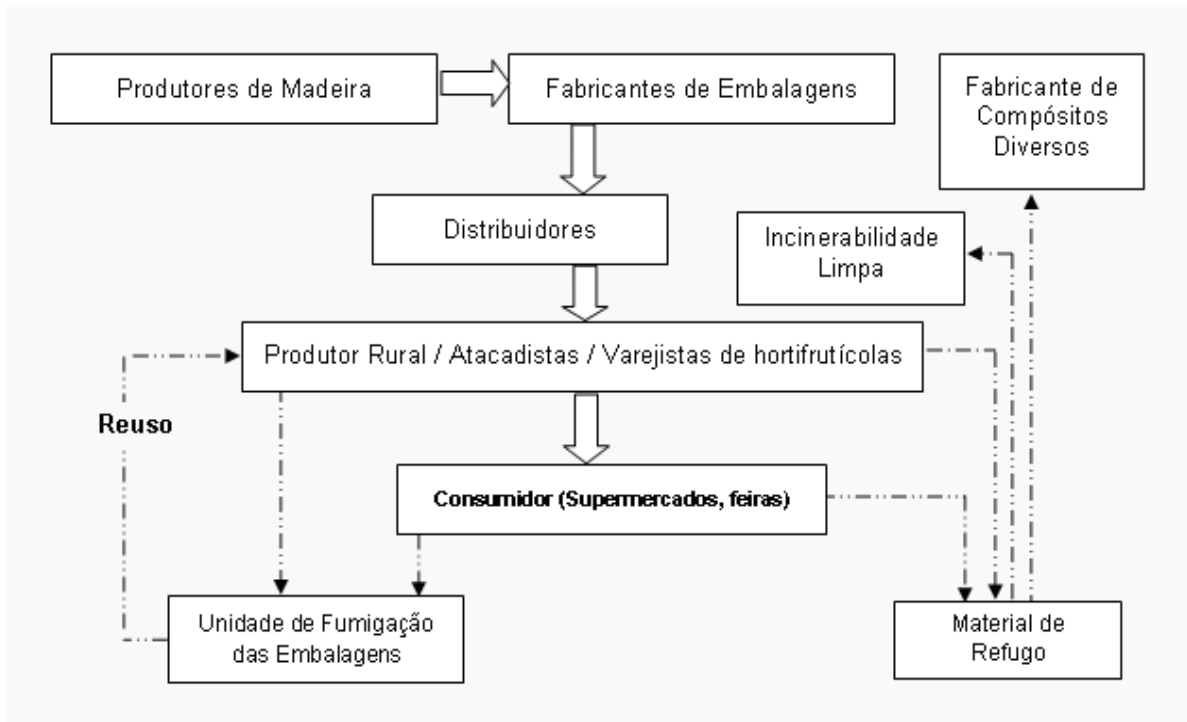 Produtores de Madeira
Fabricantes de Embalagens
Fabricante de
Compósitos
Diversos
Distribuidores
Incinerabilidade
Limpa
Produtor Rural / Atacadistas / Varejistas de hortifrutícolas
Reuso
Consumidor (Supermercados, feiras)
Unidade de Fumigação
das Embalagens
Material de
Refugo